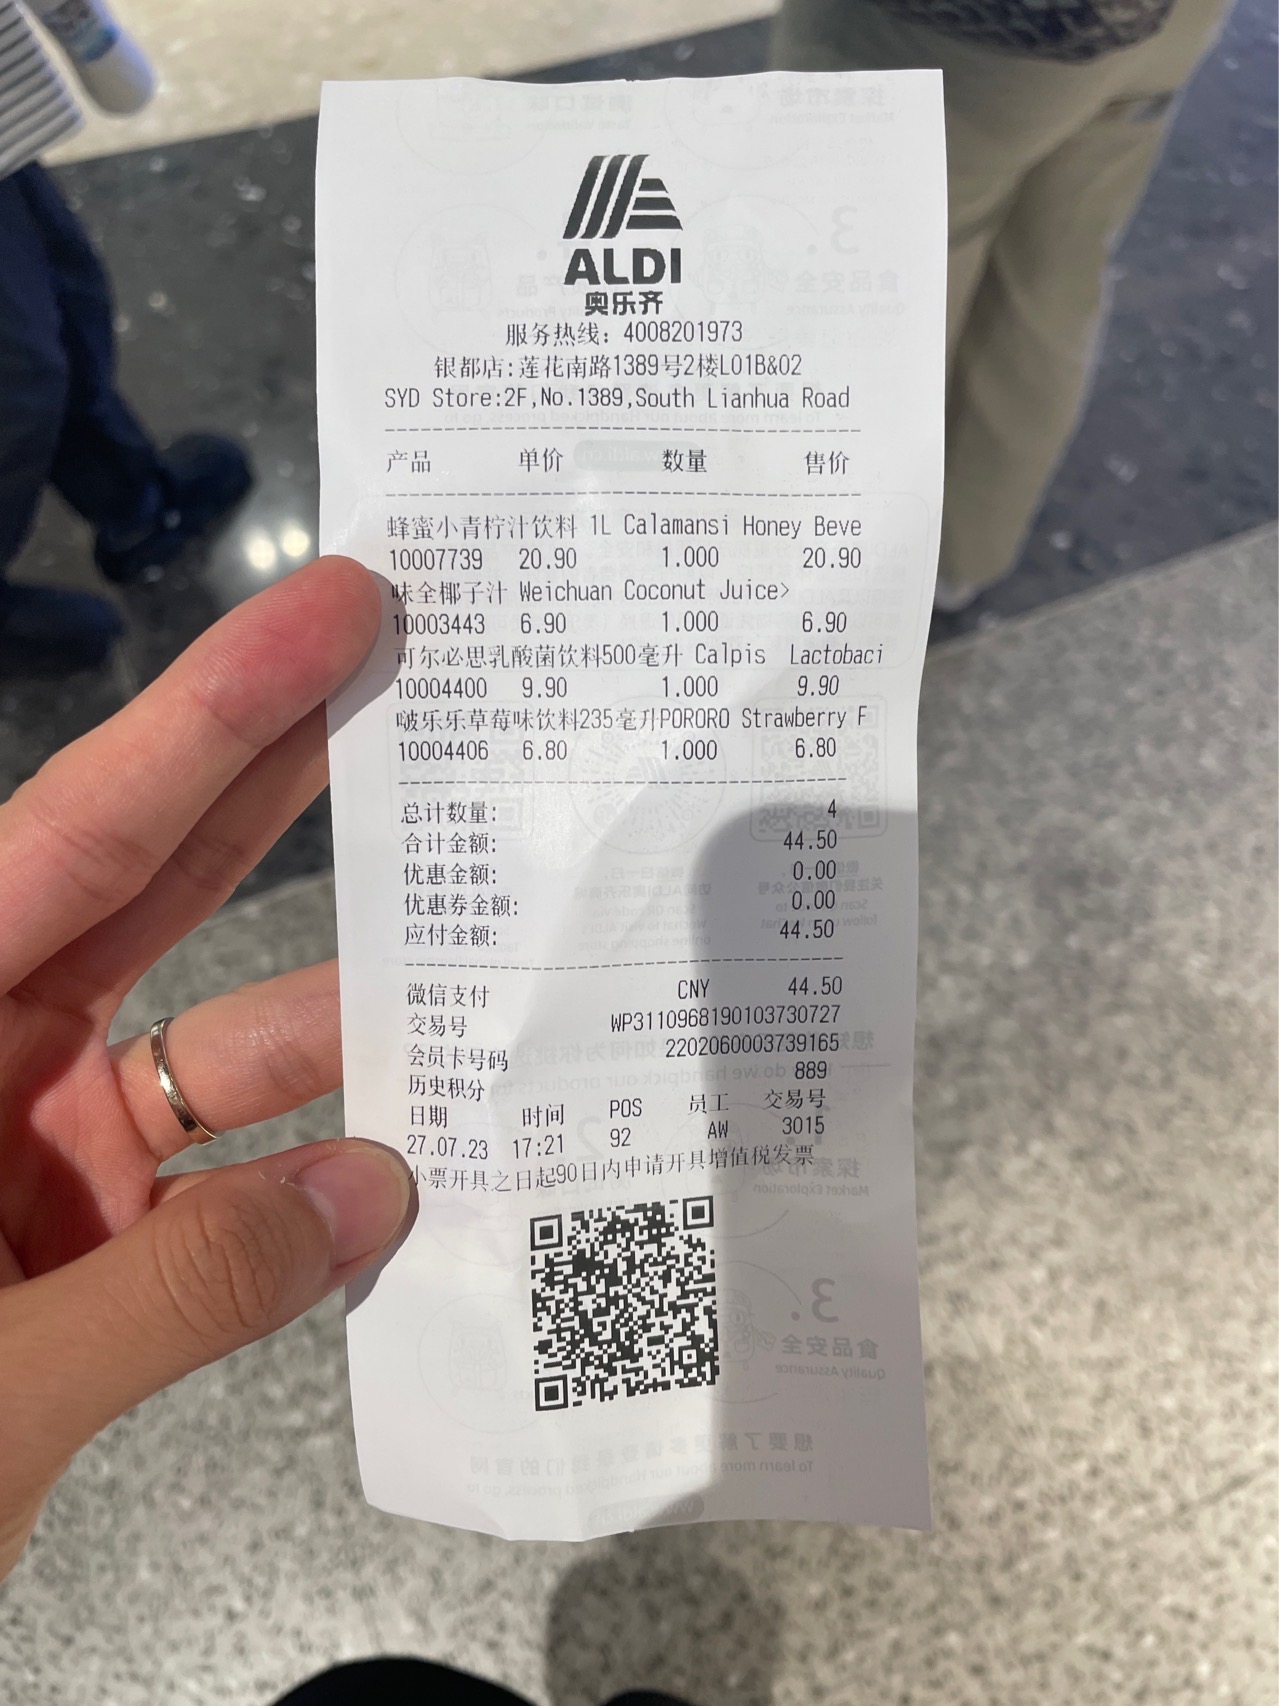 ALDI
奥乐齐
服务热线：4008201973
银都店:莲花南路1389号2楼L01B&02
SYD Store:2F,No.1389,South Lianhua Road
产品 单价 数量 售价
蜂蜜小青柠汁饮料 1L Calamansi Honey Beve
10007739 20.90 1.000 20.90
味全椰子汁 Weichuan Coconut Juice>
10003443 6.90 1.000 6.90
可尔必思乳酸菌饮料500毫升 Calpis Lactobaci
10004400 9.90 1.000 9.90
啵乐乐草莓味饮料235毫升PORORO Strawberry F
10004406 6.80 1.000 6.80
总计数量: 4
合计金额: 44.50
优惠金额: 0.00
优惠券金额: 0.00
应付金额: 44.50
微信支付 CNY 44.50
交易号 WP3110968190103730727
会员卡号码 2202060003739165
历史积分 889
日期 时间 POS 员工 交易号
27.07.23 17:21 92 AW 3015
小票开具之日起90日内申请开具增值税发票